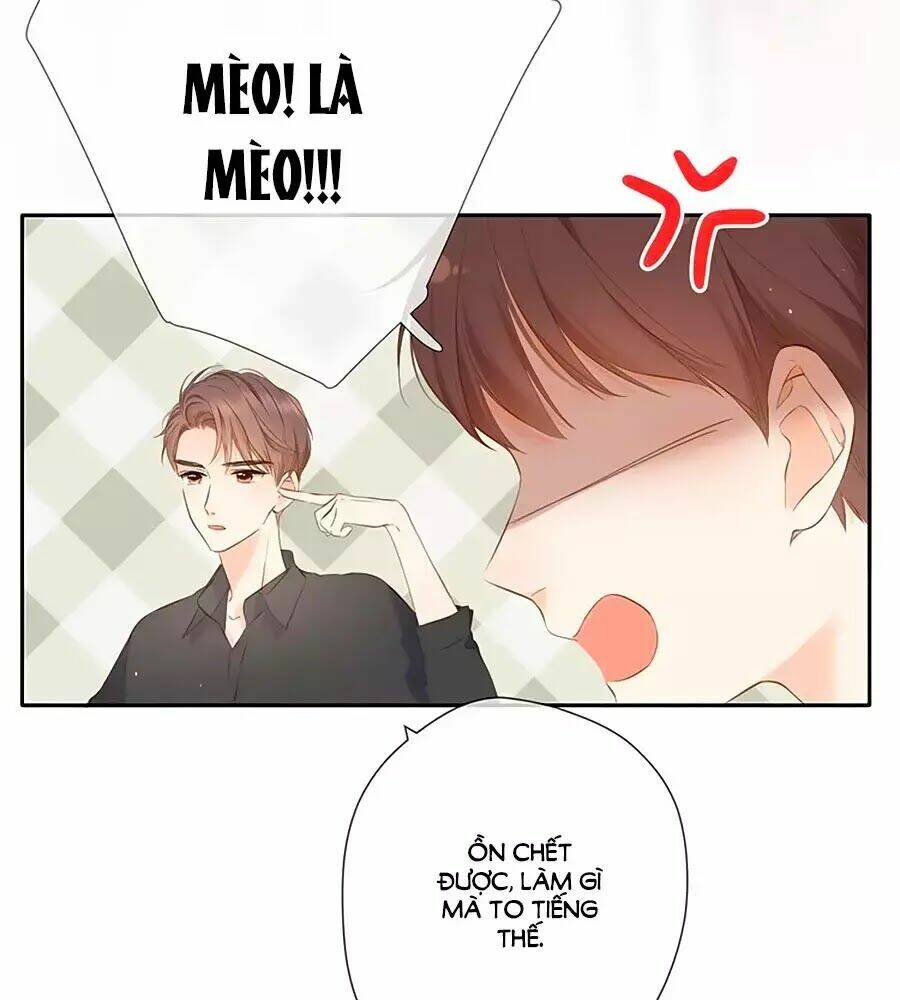 MÈO! LÀ
MÈO!!!
ỒN CHẾT
ĐƯỢC, LÀM GÌ
MÀ TO TIẾNG
THẾ.